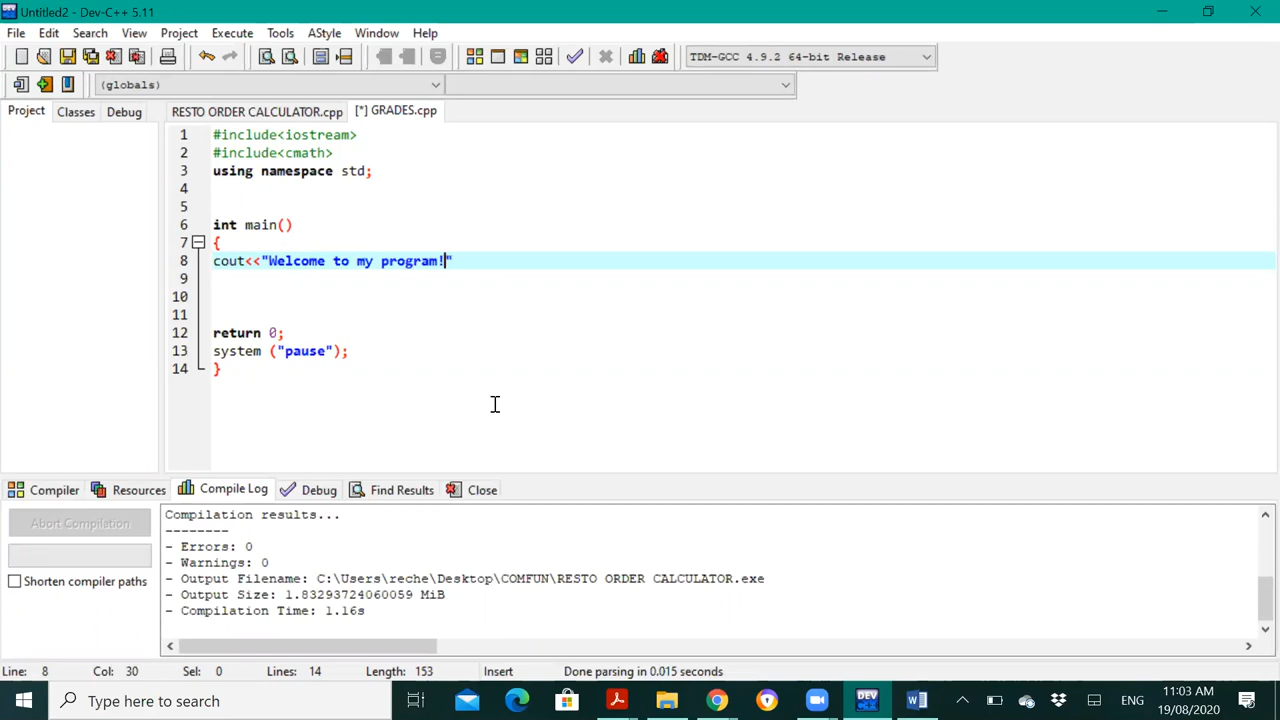 Untitled2 - Dev-C++ 5.11
File Edit Search View Project Execute Tools AStyle Window Help
TDM-GCC 4.9.2 64-bit Release
(globals)
Project Classes Debug RESTO ORDER CALCULATOR.cpp [*] GRADES.cpp
1 #include<iostream>
2 #include<cmath>
3 using namespace std;
4
5
6 int main()
7 {
8 cout<<"Welcome to my program!"
9
10
11
12 return 0;
13 system ("pause");
14 }
Compiler Resources Compile Log Debug Find Results Close
Abort Compilation
Shorten compiler paths
Compilation results...
--------
- Errors: 0
- Warnings: 0
- Output Filename: C:\Users\reche\Desktop\COMFUN\RESTO ORDER CALCULATOR.exe
- Output Size: 1.83293724060059 MiB
- Compilation Time: 1.16s
Line: 8 Col: 30 Sel: 0 Lines: 14 Length: 153 Insert Done parsing in 0.015 seconds
Type here to search
DEV C++
W
ENG
11:03 AM
19/08/2020